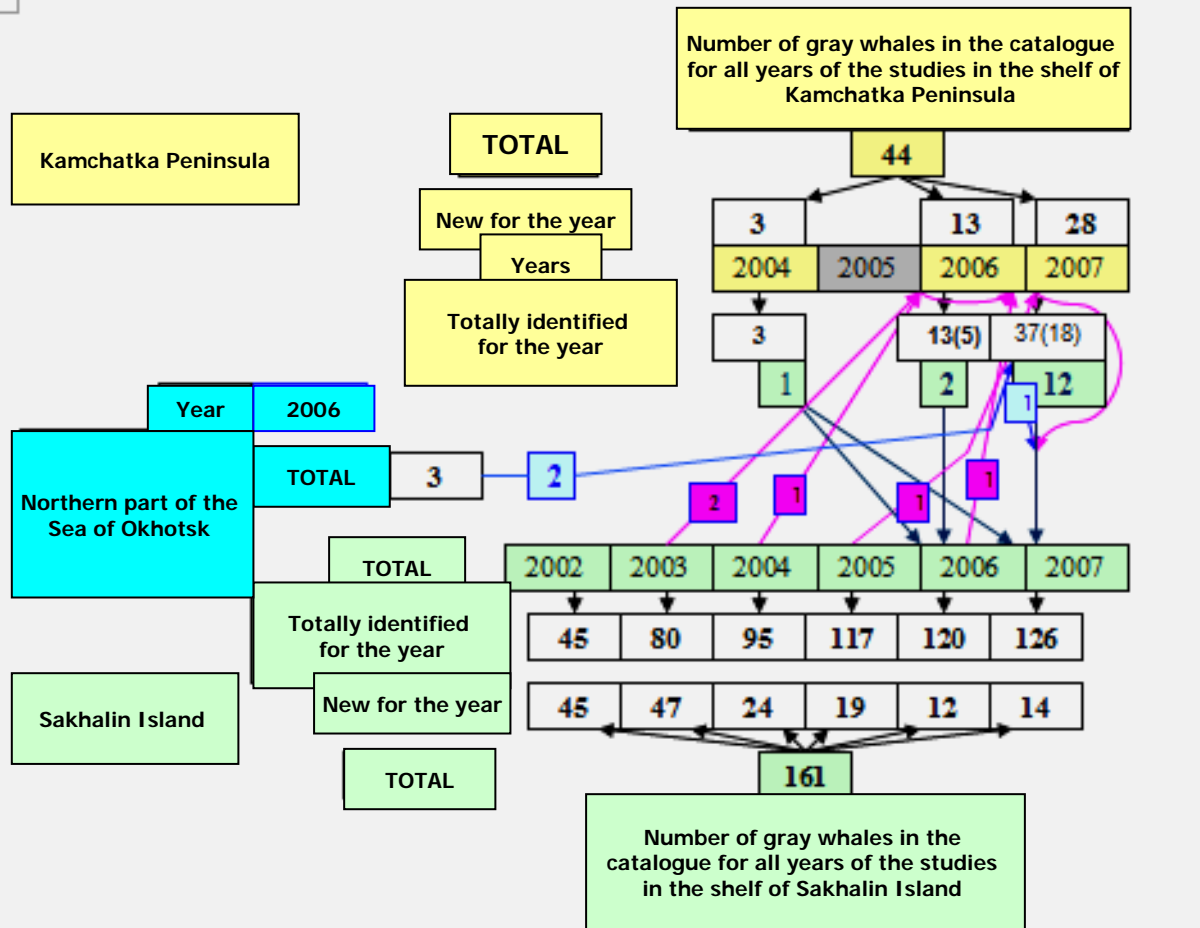 Number of gray whales in the catalogue
for all years of the studies in the shelf of
Kamchatka Peninsula
44
Kamchatka Peninsula
TOTAL
New for the year
3 13 28
Years
2004 2005 2006 2007
Totally identified
for the year
3 13(5) 37(18)
1 2 12
1
Year 2006
Northern part of the
Sea of Okhotsk
TOTAL 3 2
2 1 1 1
TOTAL
2002 2003 2004 2005 2006 2007
Totally identified
for the year
45 80 95 117 120 126
Sakhalin Island
New for the year
45 47 24 19 12 14
TOTAL
161
Number of gray whales in the
catalogue for all years of the studies
in the shelf of Sakhalin Island